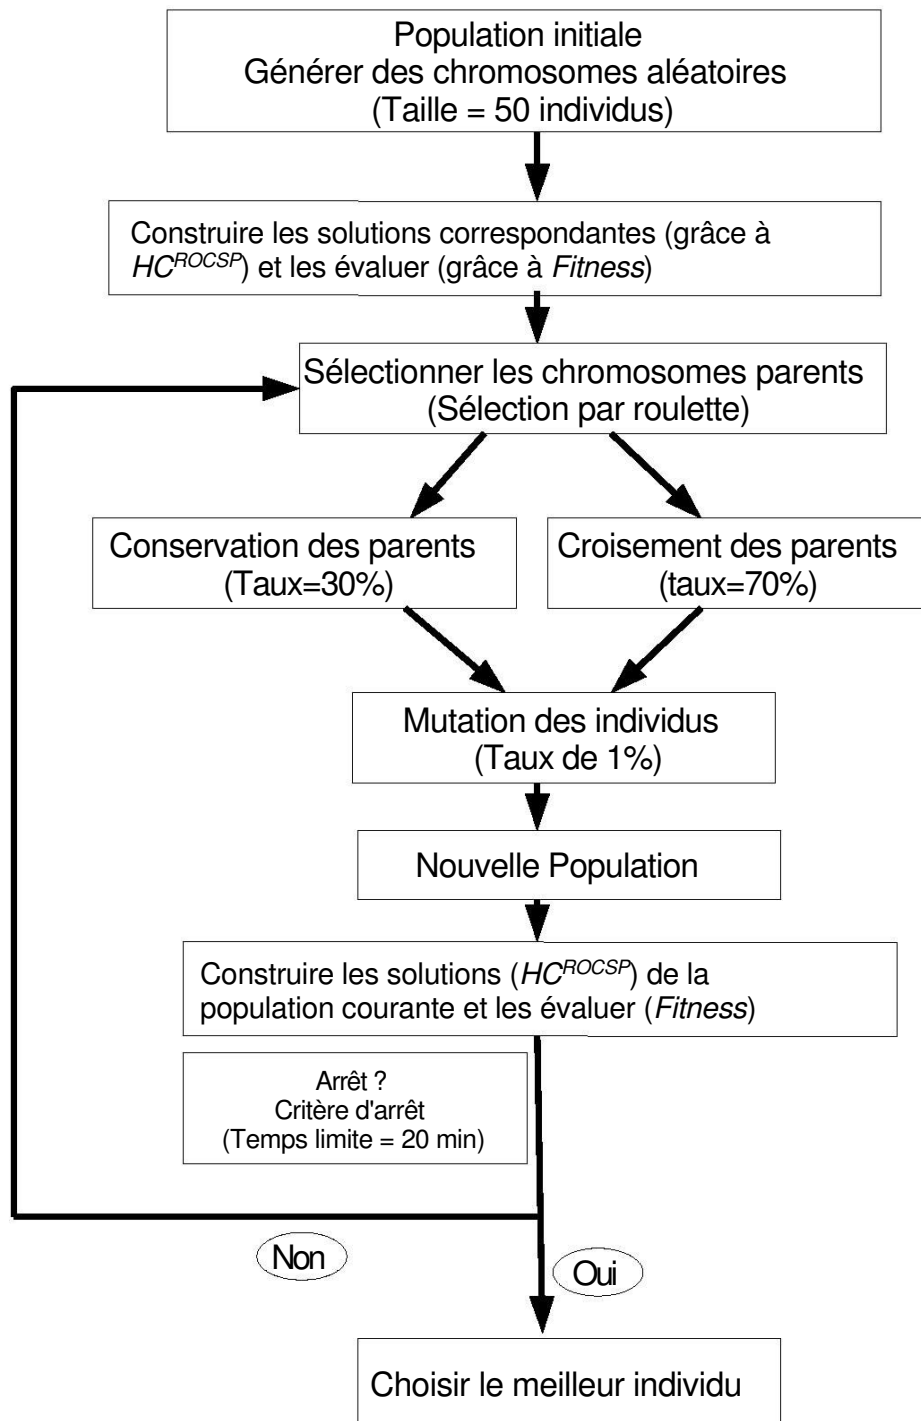 Population initiale
Générer des chromosomes aléatoires
(Taille = 50 individus)
Construire les solutions correspondantes (grâce à
HC^ROCSP) et les évaluer (grâce à Fitness)
Sélectionner les chromosomes parents
(Sélection par roulette)
Conservation des parents
(Taux=30%)
Croisement des parents
(taux=70%)
Mutation des individus
(Taux de 1%)
Nouvelle Population
Construire les solutions (HC^ROCSP) de la
population courante et les évaluer (Fitness)
Arrêt ?
Critère d'arrêt
(Temps limite = 20 min)
Non
Oui
Choisir le meilleur individu